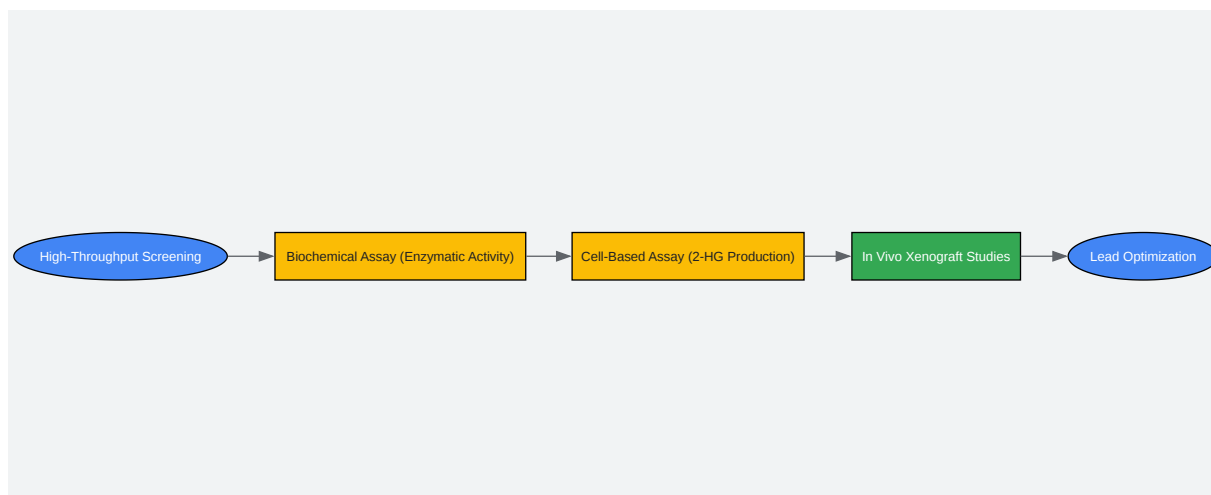 High-Throughput Screening
Biochemical Assay (Enzymatic Activity)
Cell-Based Assay (2-HG Production)
In Vivo Xenograft Studies
Lead Optimization